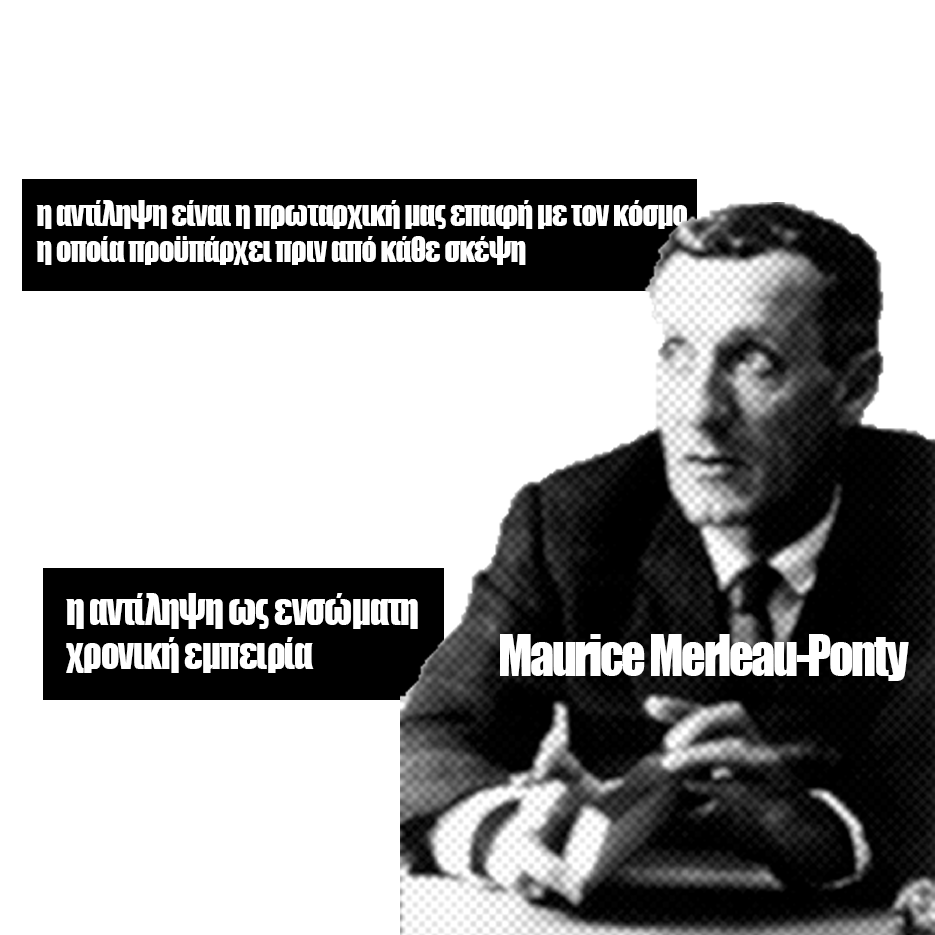 η αντίληψη είναι η πρωταρχική μας επαφή με τον κόσμο
η οποία προϋπάρχει πριν από κάθε σκέψη
η αντίληψη ως ενσώματη
χρονική εμπειρία
Maurice Merleau-Ponty